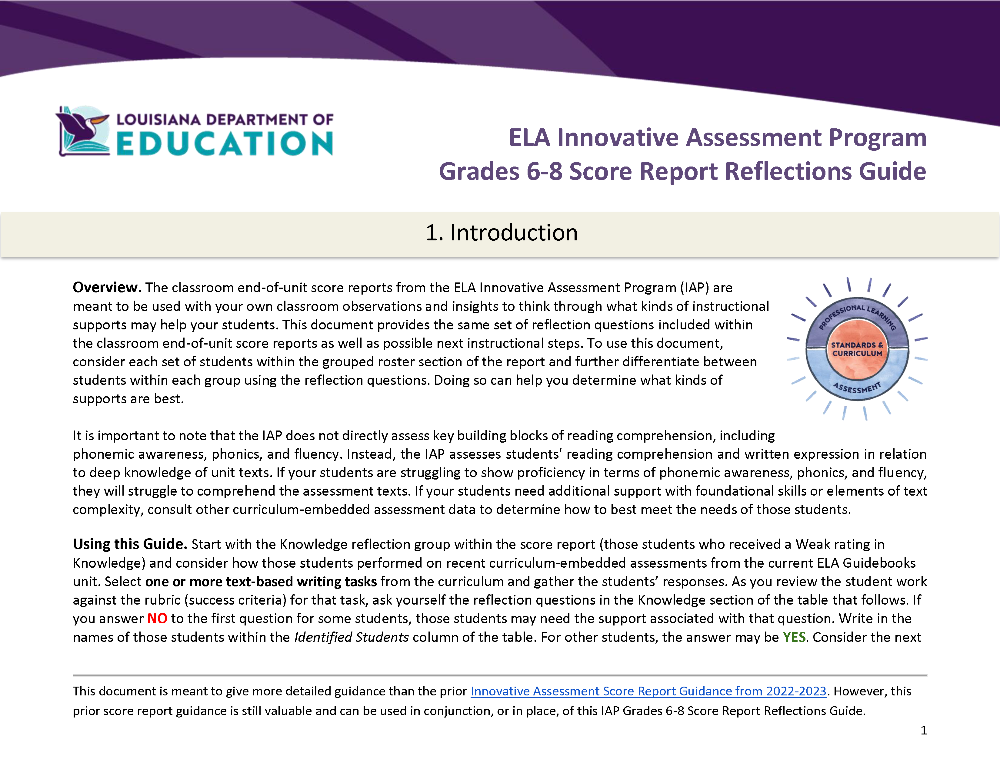 LOUISIANA DEPARTMENT OF
EDUCATION
ELA Innovative Assessment Program
Grades 6-8 Score Report Reflections Guide
1. Introduction
Overview. The classroom end-of-unit score reports from the ELA Innovative Assessment Program (IAP) are
meant to be used with your own classroom observations and insights to think through what kinds of instructional
supports may help your students. This document provides the same set of reflection questions included within
the classroom end-of-unit score reports as well as possible next instructional steps. To use this document,
consider each set of students within the grouped roster section of the report and further differentiate between
students within each group using the reflection questions. Doing so can help you determine what kinds of
supports are best.
PROFESSIONAL LEARNING
STANDARDS &
CURRICULUM
ASSESSMENT
It is important to note that the IAP does not directly assess key building blocks of reading comprehension, including
phonemic awareness, phonics, and fluency. Instead, the IAP assesses students' reading comprehension and written expression in relation
to deep knowledge of unit texts. If your students are struggling to show proficiency in terms of phonemic awareness, phonics, and fluency,
they will struggle to comprehend the assessment texts. If your students need additional support with foundational skills or elements of text
complexity, consult other curriculum-embedded assessment data to determine how to best meet the needs of those students.
Using this Guide. Start with the Knowledge reflection group within the score report (those students who received a Weak rating in
Knowledge) and consider how those students performed on recent curriculum-embedded assessments from the current ELA Guidebooks
unit. Select one or more text-based writing tasks from the curriculum and gather the students’ responses. As you review the student work
against the rubric (success criteria) for that task, ask yourself the reflection questions in the Knowledge section of the table that follows. If
you answer NO to the first question for some students, those students may need the support associated with that question. Write in the
names of those students within the Identified Students column of the table. For other students, the answer may be YES. Consider the next
This document is meant to give more detailed guidance than the prior Innovative Assessment Score Report Guidance from 2022-2023. However, this
prior score report guidance is still valuable and can be used in conjunction, or in place, of this IAP Grades 6-8 Score Report Reflections Guide.
1